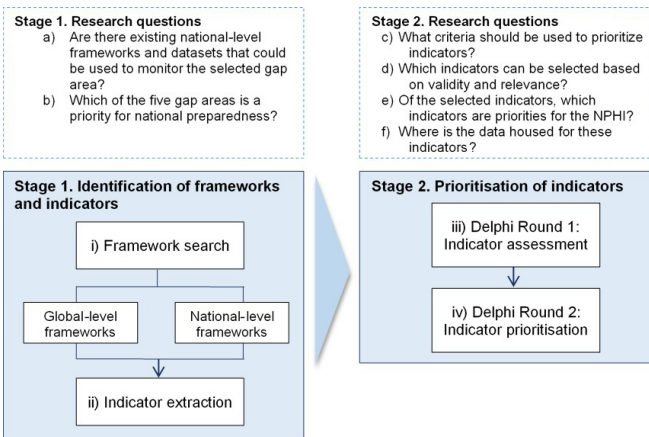 Stage 1. Research questions
a) Are there existing national-level
frameworks and datasets that could
be used to monitor the selected gap
area?
b) Which of the five gap areas is a
priority for national preparedness?
Stage 2. Research questions
c) What criteria should be used to prioritize
indicators?
d) Which indicators can be selected based
on validity and relevance?
e) Of the selected indicators, which
indicators are priorities for the NPHI?
f) Where is the data housed for these
indicators?
Stage 1. Identification of frameworks
and indicators
i) Framework search
Global-level
frameworks
National-level
frameworks
ii) Indicator extraction
Stage 2. Prioritisation of indicators
iii) Delphi Round 1:
Indicator assessment
iv) Delphi Round 2:
Indicator prioritisation